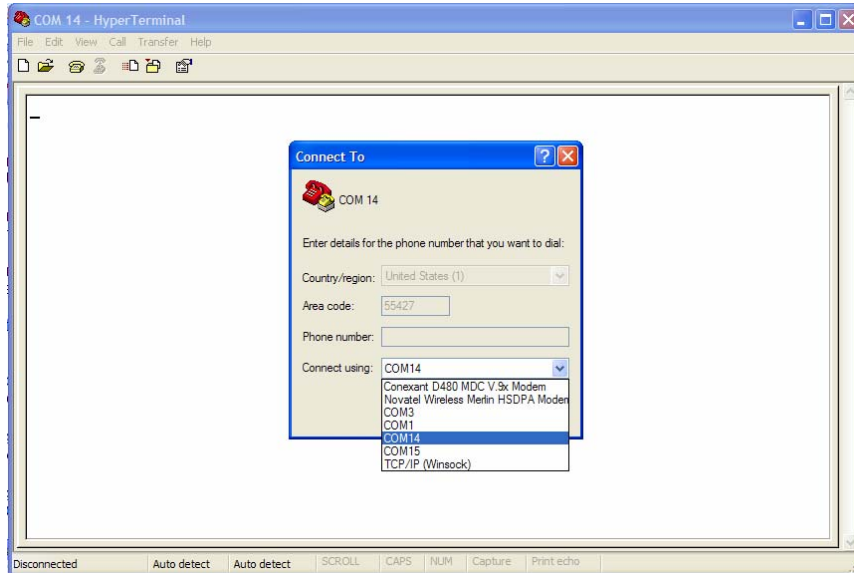 COM 14 - HyperTerminal
File Edit View Call Transfer Help
Connect To
COM 14
Enter details for the phone number that you want to dial:
Country/region: United States (1)
Area code: 55427
Phone number:
Connect using: COM14
Conexant D480 MDC V.9x Modem
Novatel Wireless Merlin HSDPA Modem
COM3
COM1
COM14
COM15
TCP/IP (Winsock)
Disconnected Auto detect Auto detect SCROLL CAPS NUM Capture Print echo